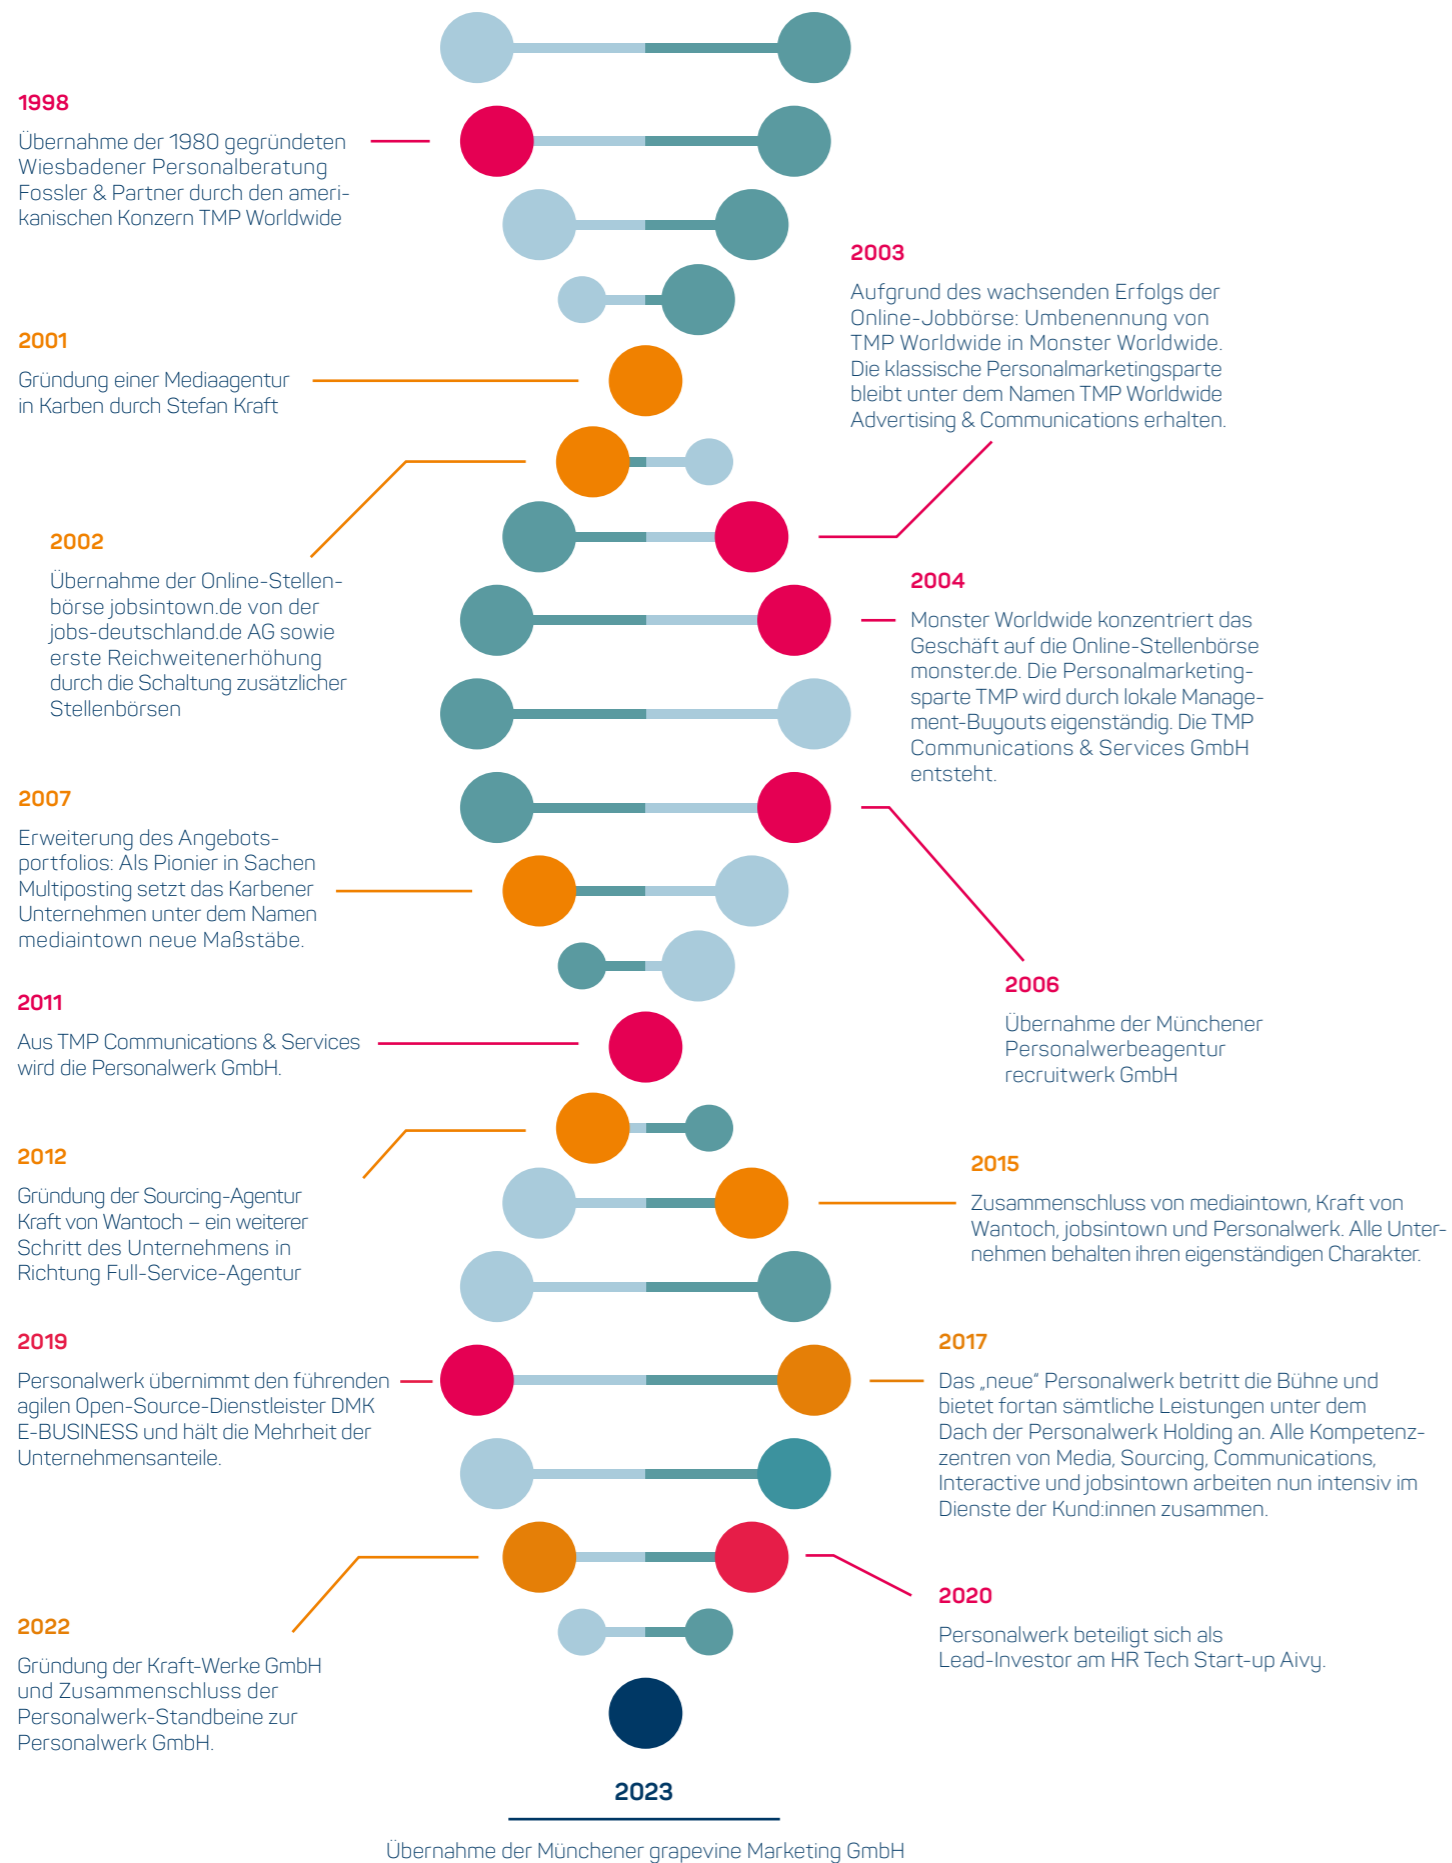 1998
Übernahme der 1980 gegründeten
Wiesbadener Personalberatung
Fossler & Partner durch den ameri-
kanischen Konzern TMP Worldwide
2001
Gründung einer Mediaagentur
in Karben durch Stefan Kraft
2003
Aufgrund des wachsenden Erfolgs der
Online-Jobbörse: Umbenennung von
TMP Worldwide in Monster Worldwide.
Die klassische Personalmarketingsparte
bleibt unter dem Namen TMP Worldwide
Advertising & Communications erhalten.
2002
Übernahme der Online-Stellen-
börse jobsintown.de von der
jobs-deutschland.de AG sowie
erste Reichweitenerhöhung
durch die Schaltung zusätzlicher
Stellenbörsen
2004
Monster Worldwide konzentriert das
Geschäft auf die Online-Stellenbörse
monster.de. Die Personalmarketing-
sparte TMP wird durch lokale Manage-
ment-Buyouts eigenständig. Die TMP
Communications & Services GmbH
entsteht.
2007
Erweiterung des Angebots-
portfolios: Als Pionier in Sachen
Multiposting setzt das Karbener
Unternehmen unter dem Namen
mediaintown neue Maßstäbe.
2006
Übernahme der Münchener
Personalwerbeagentur
recruitwerk GmbH
2011
Aus TMP Communications & Services
wird die Personalwerk GmbH.
2012
Gründung der Sourcing-Agentur
Kraft von Wantoch – ein weiterer
Schritt des Unternehmens in
Richtung Full-Service-Agentur
2015
Zusammenschluss von mediaintown, Kraft von
Wantoch, jobsintown und Personalwerk. Alle Unter-
nehmen behalten ihren eigenständigen Charakter.
2019
Personalwerk übernimmt den führenden
agilen Open-Source-Dienstleister DMK
E-BUSINESS und hält die Mehrheit der
Unternehmensanteile.
2017
Das „neue“ Personalwerk betritt die Bühne und
bietet fortan sämtliche Leistungen unter dem
Dach der Personalwerk Holding an. Alle Kompetenz-
zentren von Media, Sourcing, Communications,
Interactive und jobsintown arbeiten nun intensiv im
Dienste der Kund:innen zusammen.
2020
Personalwerk beteiligt sich als
Lead-Investor am HR Tech Start-up Aivy.
2022
Gründung der Kraft-Werke GmbH
und Zusammenschluss der
Personalwerk-Standbeine zur
Personalwerk GmbH.
2023
Übernahme der Münchener grapevine Marketing GmbH